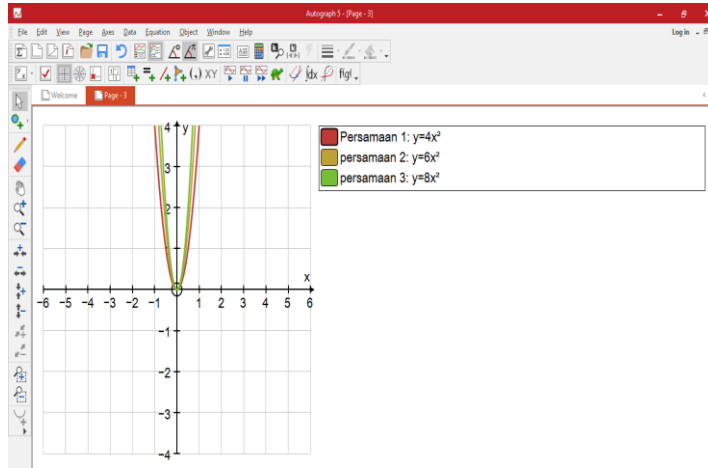 Autograph 5 - [Page - 3]
File Edit View Page Axes Data Equation Object Window Help
Log in
XY
∫dx
Welcome
Page - 3
Persamaan 1: y=4x²
persamaan 2: y=6x²
persamaan 3: y=8x²
4 y
3
2
x
-6 -5 -4 -3 -2 -1 1 2 3 4 5 6
-1
-2
-3
-4